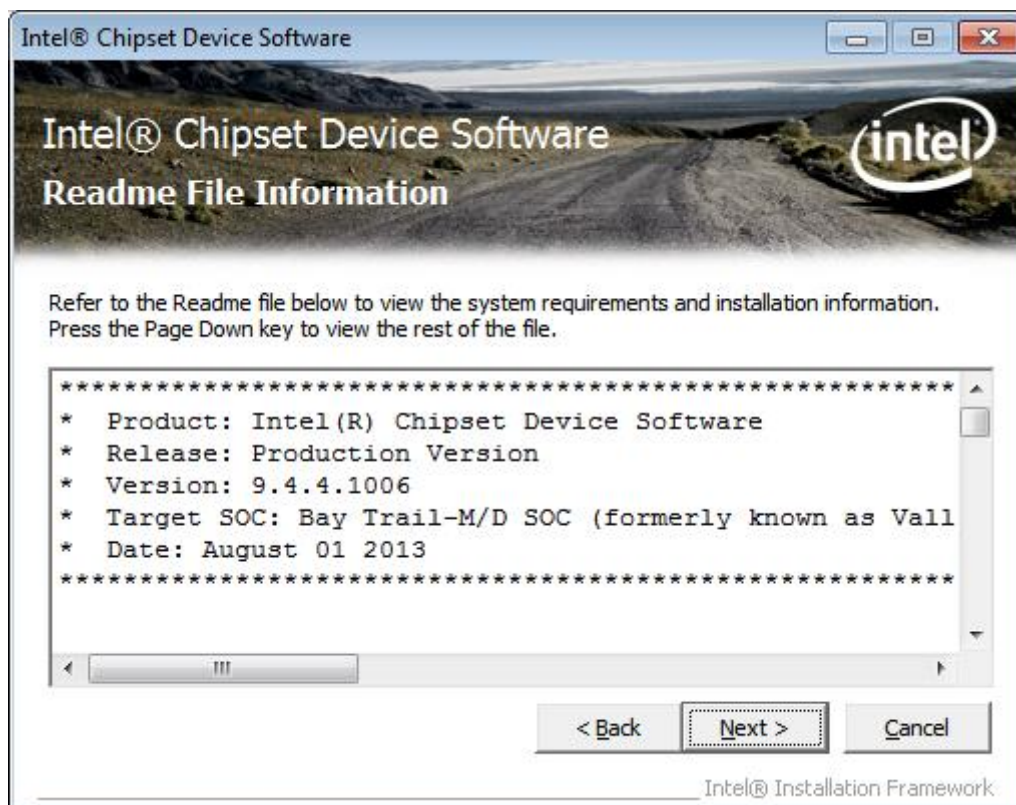 Intel® Chipset Device Software
Intel® Chipset Device Software
intel
Readme File Information
Refer to the Readme file below to view the system requirements and installation information.
Press the Page Down key to view the rest of the file.
*********************************************************
* Product: Intel(R) Chipset Device Software
* Release: Production Version
* Version: 9.4.4.1006
* Target SOC: Bay Trail-M/D SOC (formerly known as Vall
* Date: August 01 2013
*********************************************************
< Back
Next >
Cancel
Intel® Installation Framework